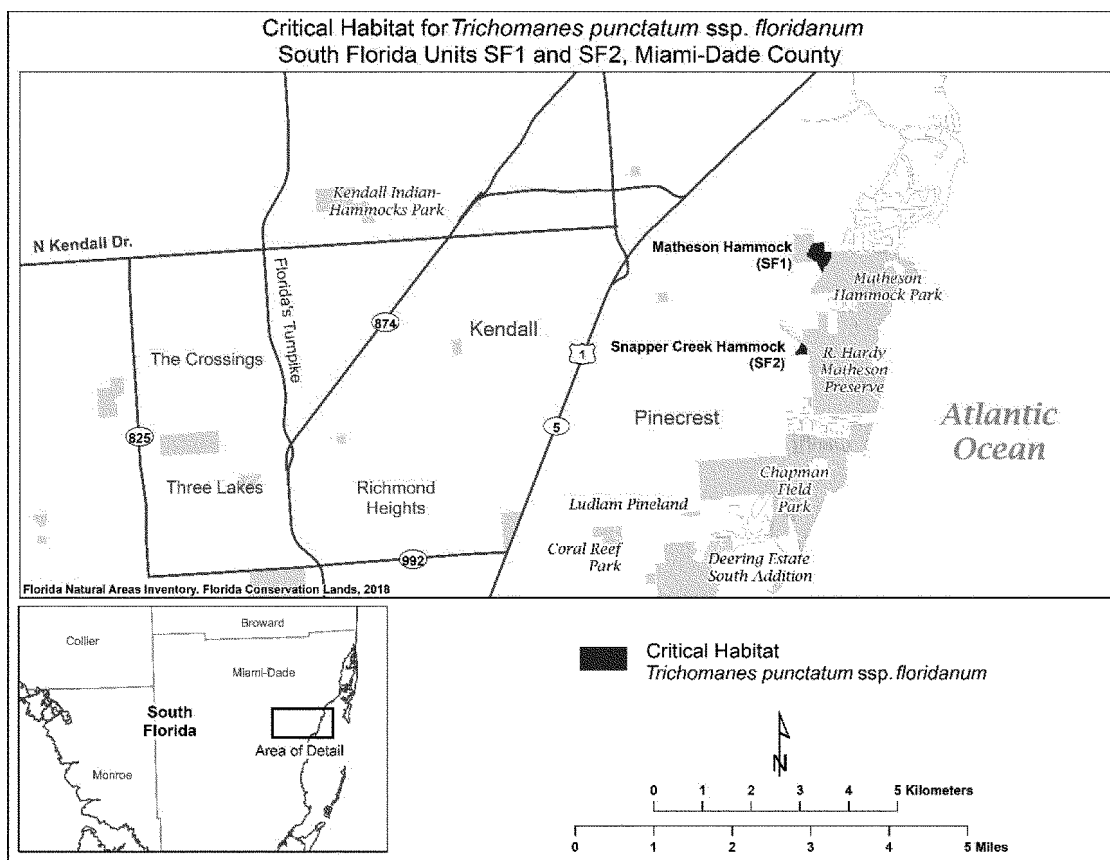 Critical Habitat for Trichomanes punctatum ssp. floridanum
South Florida Units SF1 and SF2, Miami-Dade County
Kendall Indian-
Hammocks Park
N Kendall Dr.
Florida's Turnpike
Matheson Hammock
(SF1)
Matheson
Hammock Park
874
Kendall
1
The Crossings
Snapper Creek Hammock
(SF2)
R. Hardy
Matheson
Preserve
825
5
Pinecrest
Atlantic
Ocean
Three Lakes
Richmond
Heights
Chapman
Field
Park
Ludlam Pineland
992
Coral Reef
Park
Deering Estate
South Addition
Florida Natural Areas Inventory. Florida Conservation Lands, 2018
Collier
Broward
Miami-Dade
South
Florida
Area of Detail
Monroe
Critical Habitat
Trichomanes punctatum ssp. floridanum
N
0 1 2 3 4 5 Kilometers
0 1 2 3 4 5 Miles